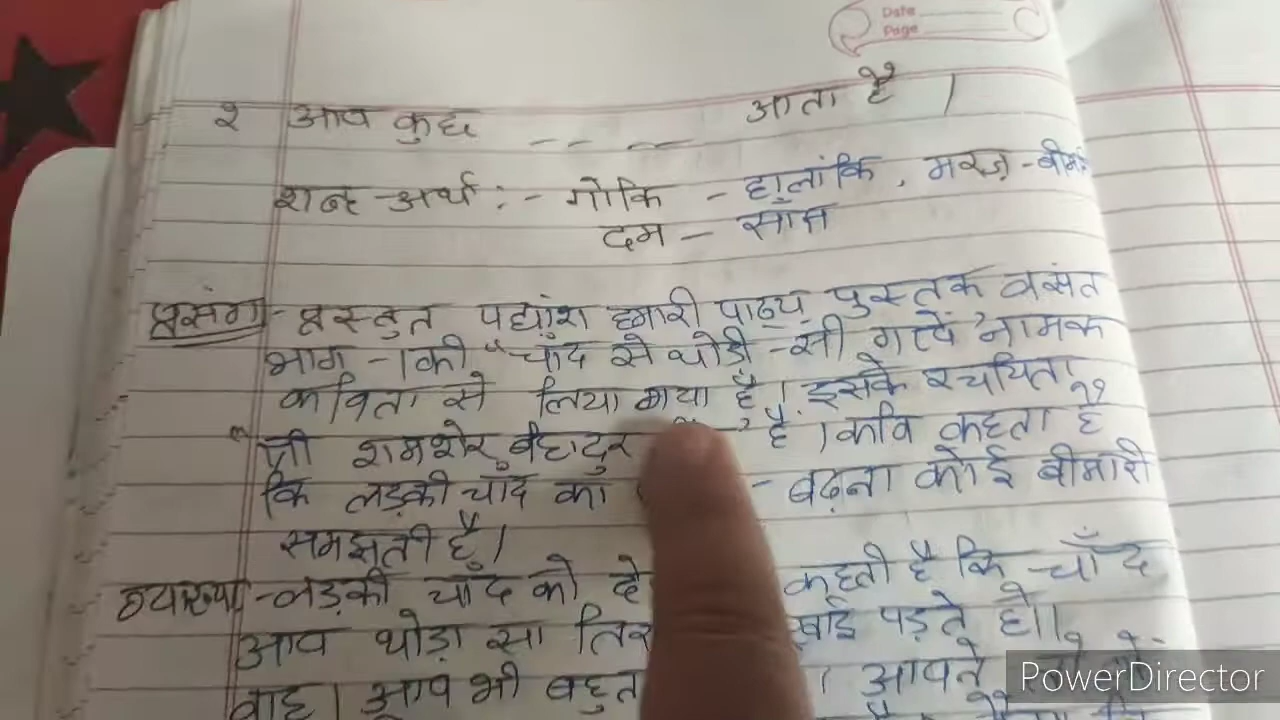 Date
Page
२ आप कुछ -- -- आता है ।
शब्द-अर्थ :- गोकि - हालांकि, मरज़ -
दम - साँस
प्रसंग - प्रस्तुत पद्यांश हमारी पाठ्य पुस्तक वसंत
भाग -1 की "चाँद से थोड़ी -सी गप्पें" नामक
कविता से लिया गया है। इसके रचयिता
"श्री शमशेर बहादुर है । कवि कहता है
कि लड़की चाँद का - बढ़ना कोई बीमारी
समझती है।
व्याख्या -लड़की चाँद को कहती है कि चाँद
आप थोड़ा सा पड़ते हो।
वाह। आप भी बहुत । आपने
PowerDirector